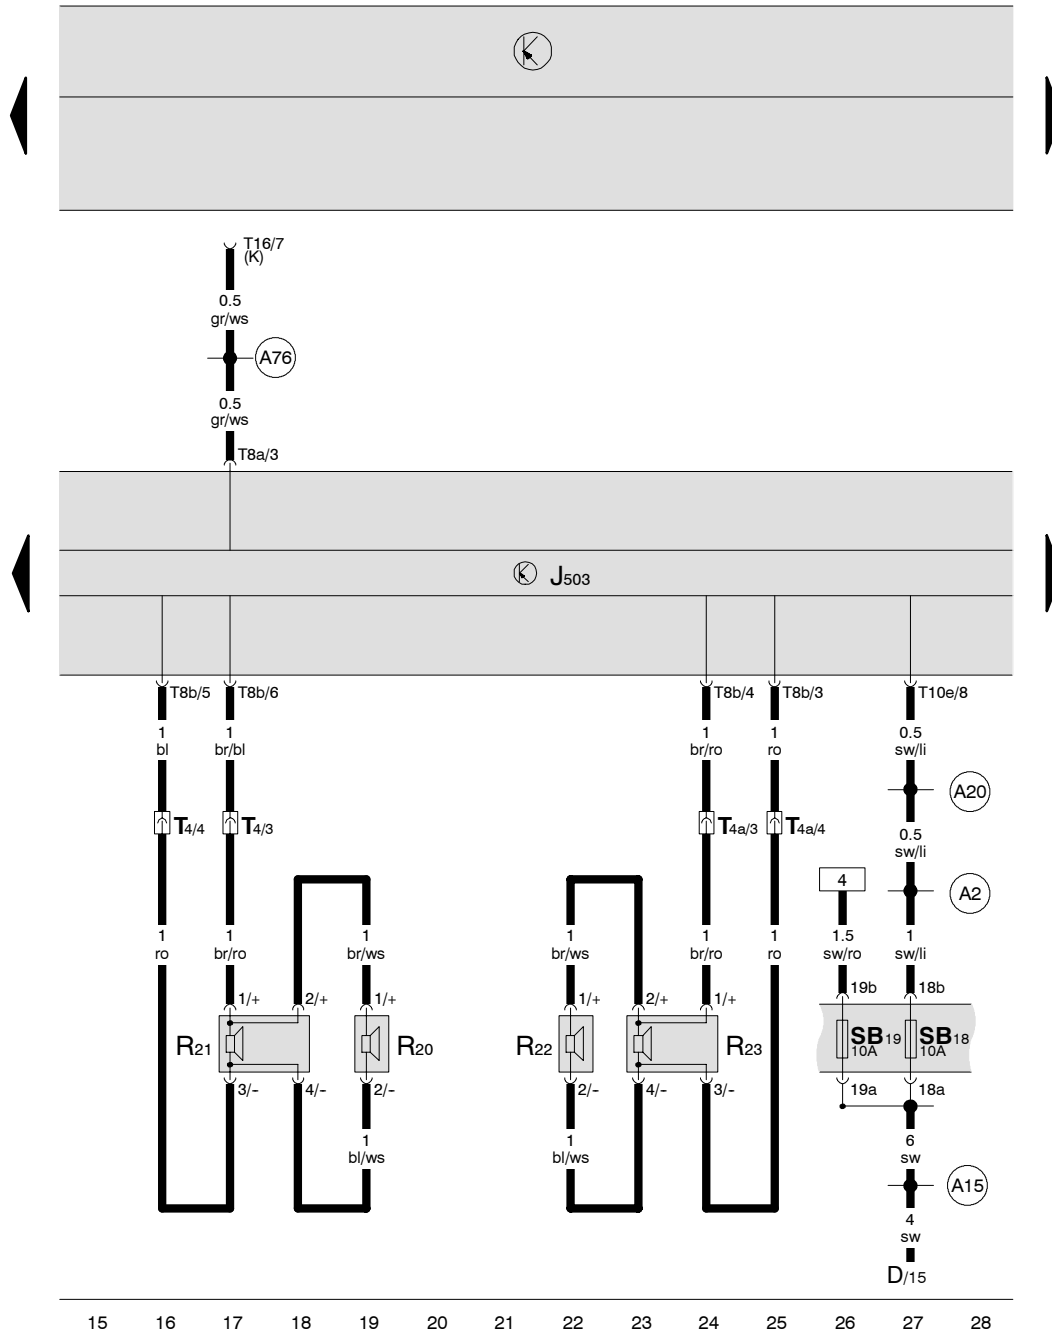 T16/7
(K)
0.5
gr/ws
A76
0.5
gr/ws
T8a/3
J503
T8b/5
T8b/6
T8b/4
T8b/3
T10e/8
1
bl
1
br/bl
1
br/ro
1
ro
0.5
sw/li
A20
T4/4
T4/3
T4a/3
T4a/4
0.5
sw/li
4
A2
1
ro
1
br/ro
1
br/ws
1
br/ws
1
br/ro
1
ro
1.5
sw/ro
1
sw/li
1/+
2/+
1/+
1/+
2/+
1/+
19b
18b
R21
R20
R22
R23
SB19
10A
SB18
10A
3/-
4/-
2/-
2/-
4/-
3/-
19a
18a
1
bl/ws
1
bl/ws
6
sw
A15
4
sw
D/15
15 16 17 18 19 20 21 22 23 24 25 26 27 28